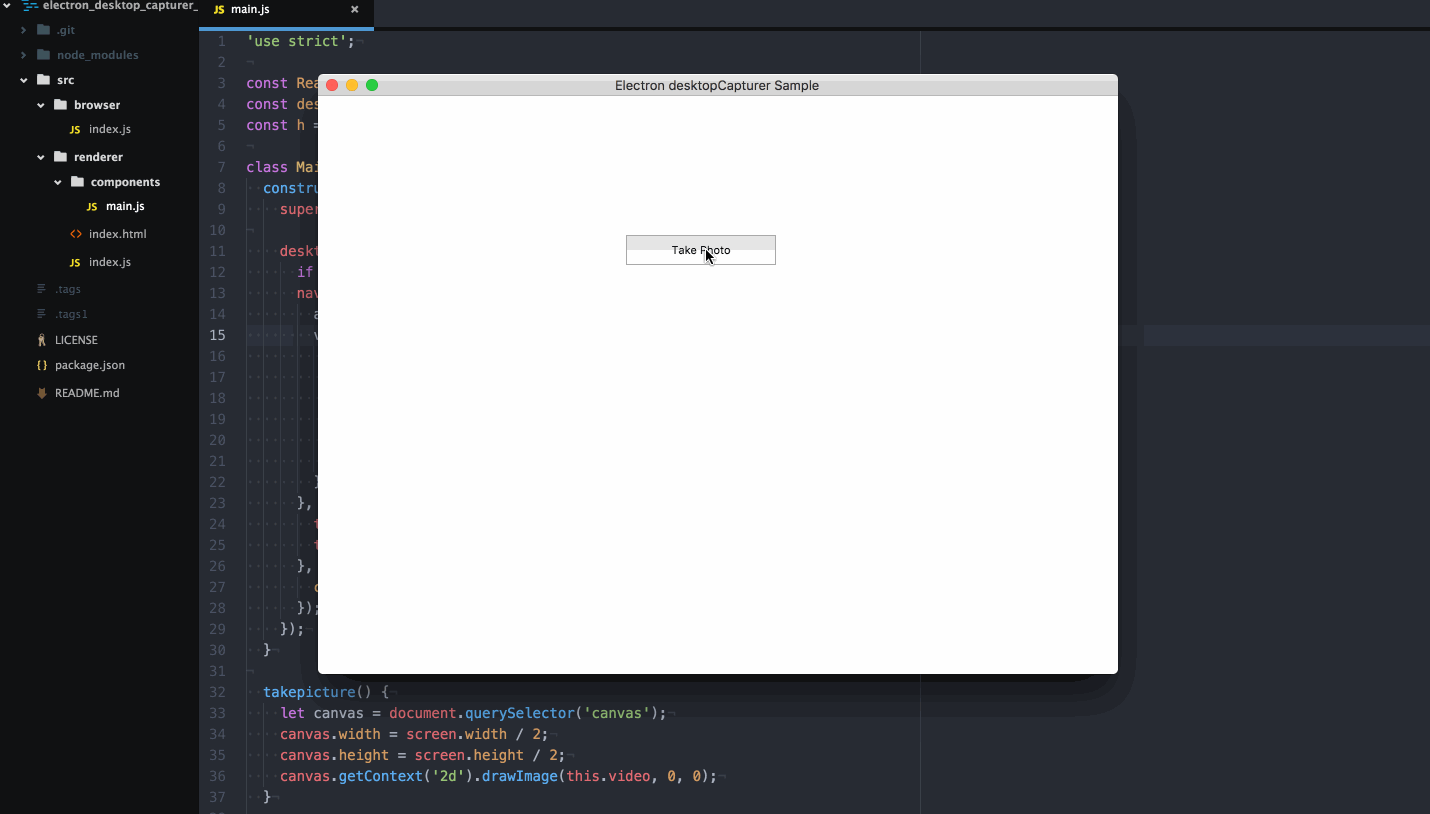 electron_desktop_capturer_
.git
node_modules
src
browser
JS index.js
renderer
components
JS main.js
<> index.html
JS index.js
.tags
.tags1
LICENSE
{} package.json
README.md
JS main.js ×
1 'use strict';
2
3 const Rea
4 const des
5 const h =
6
7 class Mai
8 constru
9 super
10
11 deskt
12 if
13 nav
14 a
15 v
16
17
18
19
20
21
22 }
23 },
24
25
26 },
27 c
28 });
29 });
30 }
31
32 takepicture() {
33 let canvas = document.querySelector('canvas');
34 canvas.width = screen.width / 2;
35 canvas.height = screen.height / 2;
36 canvas.getContext('2d').drawImage(this.video, 0, 0);
37 }
Electron desktopCapturer Sample
Take Photo